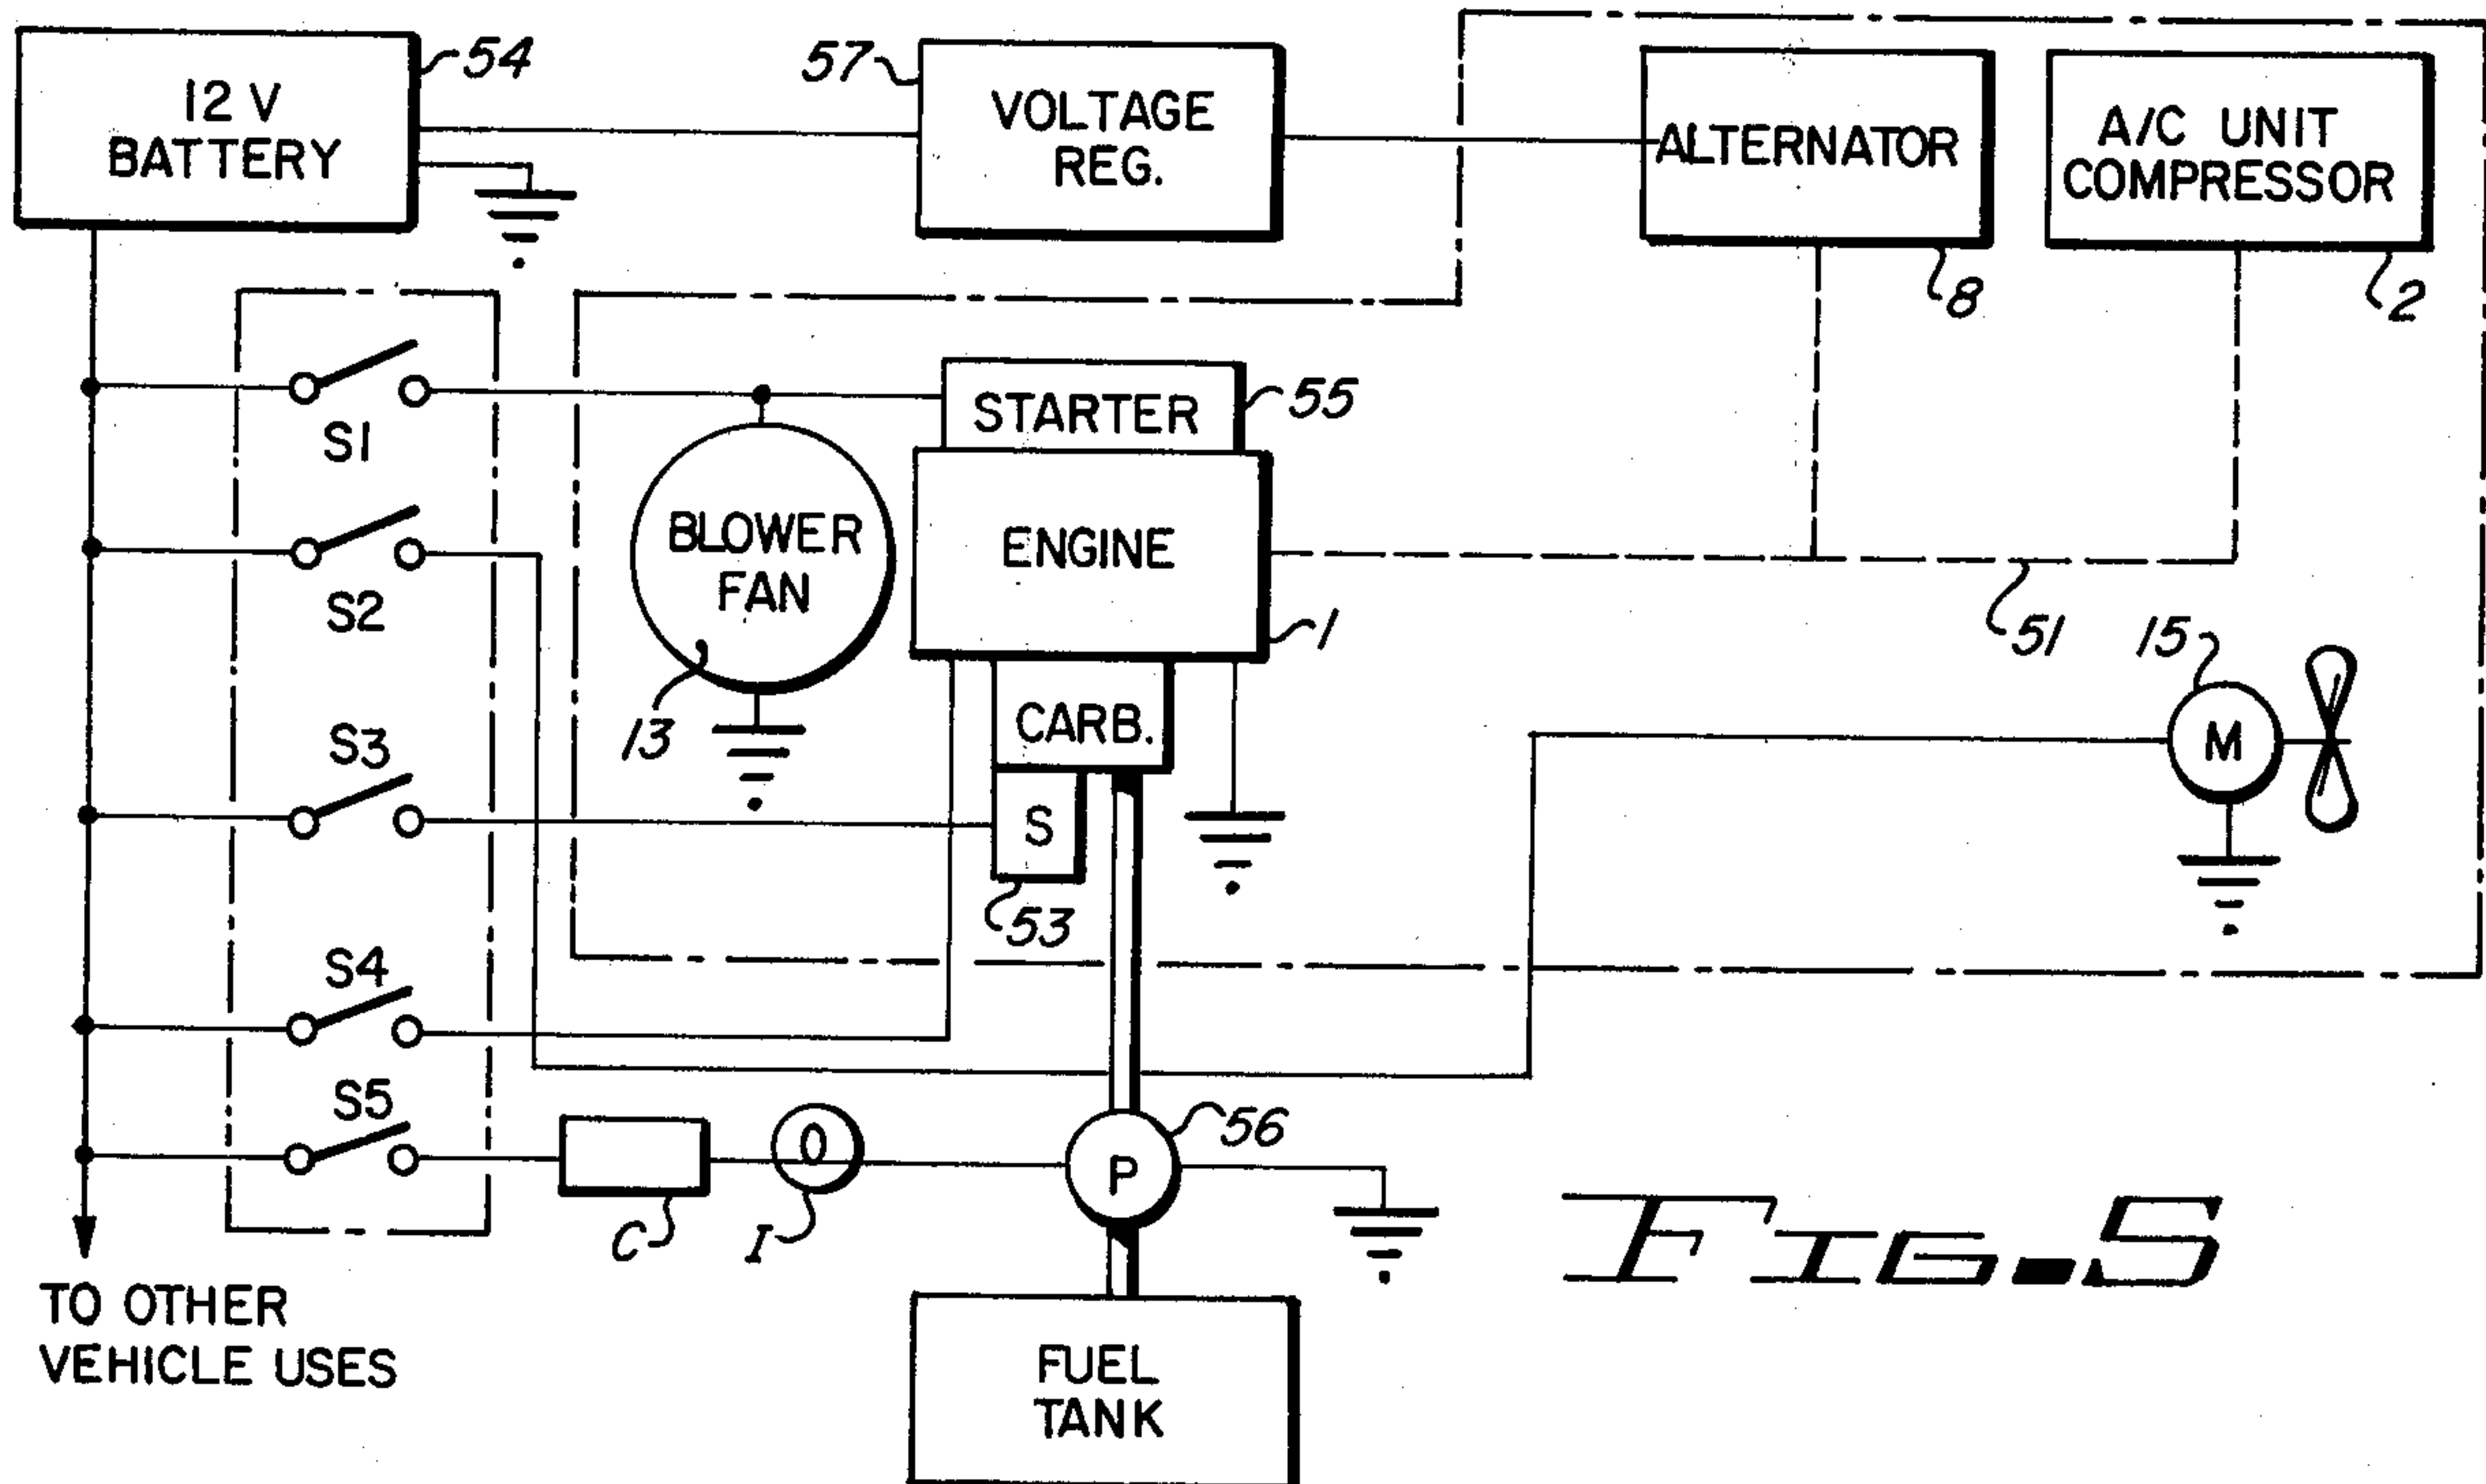 12 V
BATTERY
54
57
VOLTAGE
REG.
ALTERNATOR
8
A/C UNIT
COMPRESSOR
2
S1
STARTER
55
S2
BLOWER
FAN
13
ENGINE
1
51
15
M
S3
CARB.
S
53
S4
S5
C
I
P
56
TO OTHER
VEHICLE USES
FUEL
TANK
FIG. 5